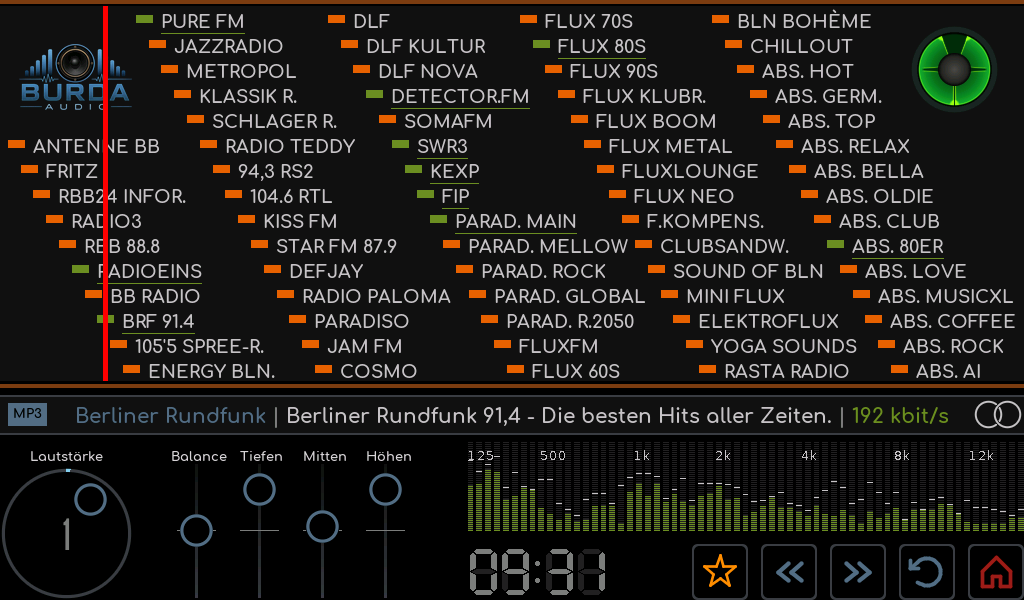 PURE FM DLF FLUX 70S BLN BOHÈME
JAZZRADIO DLF KULTUR FLUX 80S CHILLOUT
METROPOL DLF NOVA FLUX 90S ABS. HOT
KLASSIK R. DETECTOR.FM FLUX KLUBR. ABS. GERM.
BURDA
AUDIO
SCHLAGER R. SOMAFM FLUX BOOM ABS. TOP
ANTENNE BB RADIO TEDDY SWR3 FLUX METAL ABS. RELAX
FRITZ 94,3 RS2 KEXP FLUXLOUNGE ABS. BELLA
RBB24 INFOR. 104.6 RTL FIP FLUX NEO ABS. OLDIE
RADIO3 KISS FM PARAD. MAIN F.KOMPENS. ABS. CLUB
RBB 88.8 STAR FM 87.9 PARAD. MELLOW CLUBSANDW. ABS. 80ER
RADIOEINS DEFJAY PARAD. ROCK SOUND OF BLN ABS. LOVE
BB RADIO RADIO PALOMA PARAD. GLOBAL MINI FLUX ABS. MUSICXL
BRF 91.4 PARADISO PARAD. R.2050 ELEKTROFLUX ABS. COFFEE
105'5 SPREE-R. JAM FM FLUXFM YOGA SOUNDS ABS. ROCK
ENERGY BLN. COSMO FLUX 60S RASTA RADIO ABS. AI
MP3 Berliner Rundfunk | Berliner Rundfunk 91,4 - Die besten Hits aller Zeiten. | 192 kbit/s
Lautstärke Balance Tiefen Mitten Höhen
125 500 1k 2k 4k 8k 12k
1
09:31